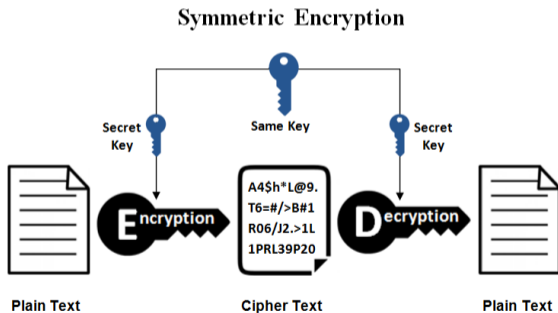 Symmetric Encryption
Secret
Key
Same Key
Secret
Key
Encryption
A4$h*L@9.
T6=#/>B#1
R06/J2.>1L
1PRL39P20
Decryption
Plain Text
Cipher Text
Plain Text